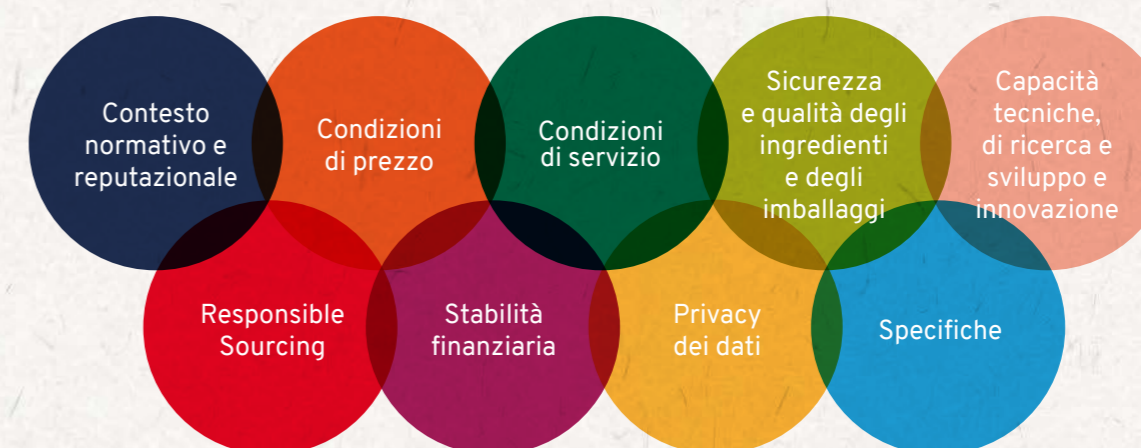 Contesto
normativo e
reputazionale
Condizioni
di prezzo
Condizioni
di servizio
Sicurezza
e qualità degli
ingredienti
e degli
imballaggi
Capacità
tecniche,
di ricerca e
sviluppo e
innovazione
Responsible
Sourcing
Stabilità
finanziaria
Privacy
dei dati
Specifiche